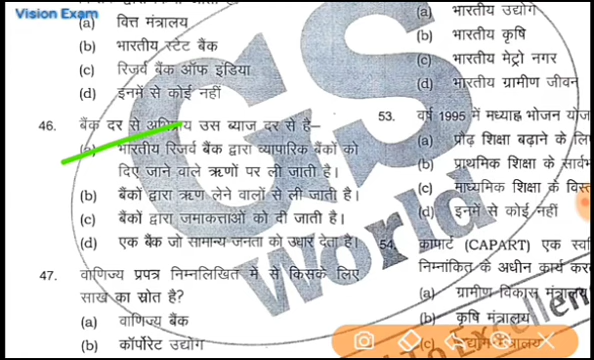 Vision Exam
(a) वित्त मंत्रालय
(b) भारतीय स्टेट बैंक
(c) रिजर्व बैंक ऑफ इंडिया
(d) इनमें से कोई नहीं
46. बैंक दर से अभिप्राय उस ब्याज दर से है—
(a) भारतीय रिजर्व बैंक द्वारा व्यापारिक बैंकों को
दिए जाने वाले ऋणों पर ली जाती है।
(b) बैंकों द्वारा ऋण लेने वालों से ली जाती है।
(c) बैंकों द्वारा जमाकर्त्ताओं को दी जाती है।
(d) एक बैंक जो सामान्य जनता को उधार देता है।
47. वाणिज्य प्रपत्र निम्नलिखित में से किसके लिए
साख का स्रोत है?
(a) वाणिज्य बैंक
(b) कॉर्पोरेट उद्योग
(a) भारतीय उद्योग
(b) भारतीय कृषि
(c) भारतीय मेट्रो नगर
(d) भारतीय ग्रामीण जीवन
53. वर्ष 1995 में मध्याह्न भोजन
(a) प्रौढ़ शिक्षा बढ़ाने के
(b) प्राथमिक शिक्षा के
(c) माध्यमिक शिक्षा के
(d) इनमें से कोई नहीं
54. कापार्ट (CAPART) एक
निम्नांकित के अधीन कार्य
(a) ग्रामीण विकास मंत्रालय
(b) कृषि मंत्रालय
(c) उद्योग मंत्रालय
GS
World